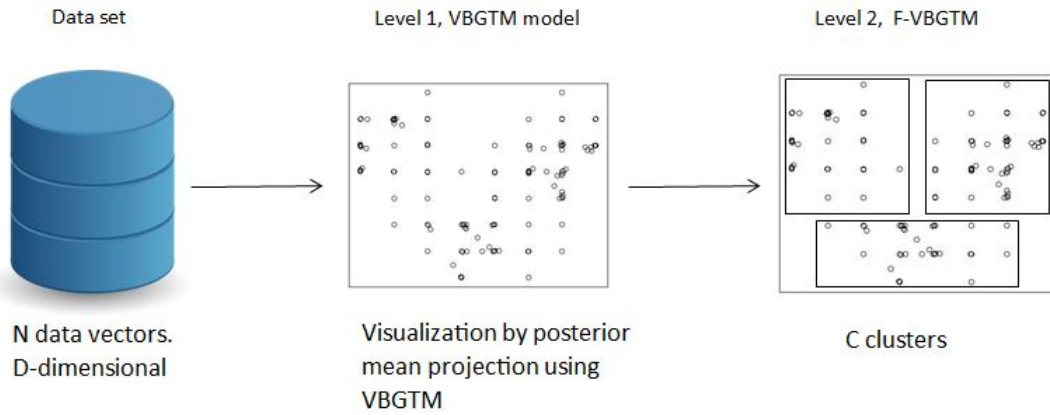 Data set
Level 1, VBGTM model
Level 2, F-VBGTM
N data vectors.
D-dimensional
Visualization by posterior
mean projection using
VBGTM
C clusters